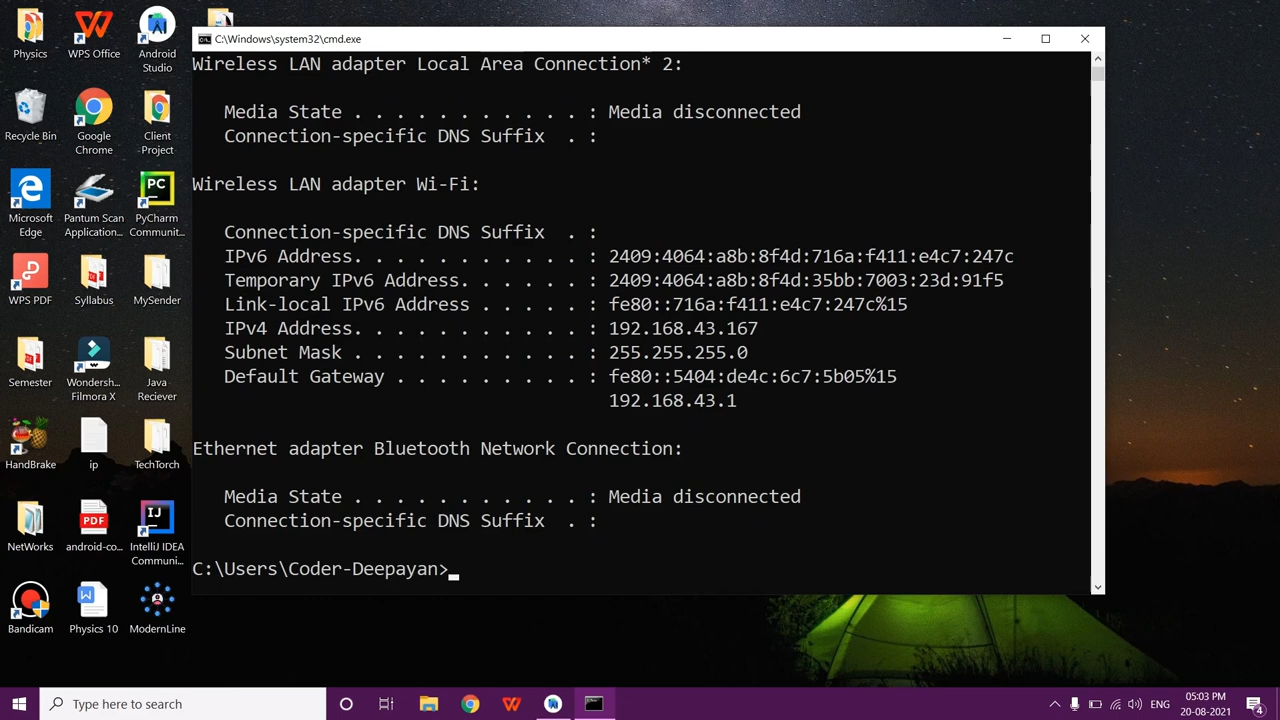 C:\Windows\system32\cmd.exe
Wireless LAN adapter Local Area Connection* 2:
Media State . . . . . . . . . . . : Media disconnected
Connection-specific DNS Suffix  . :
Wireless LAN adapter Wi-Fi:
Connection-specific DNS Suffix  . :
IPv6 Address. . . . . . . . . . . : 2409:4064:a8b:8f4d:716a:f411:e4c7:247c
Temporary IPv6 Address. . . . . . : 2409:4064:a8b:8f4d:35bb:7003:23d:91f5
Link-local IPv6 Address . . . . . : fe80::716a:f411:e4c7:247c%15
IPv4 Address. . . . . . . . . . . : 192.168.43.167
Subnet Mask . . . . . . . . . . . : 255.255.255.0
Default Gateway . . . . . . . . . : fe80::5404:de4c:6c7:5b05%15
192.168.43.1
Ethernet adapter Bluetooth Network Connection:
Media State . . . . . . . . . . . : Media disconnected
Connection-specific DNS Suffix  . :
C:\Users\Coder-Deepayan>
Physics
WPS Office
Android
Studio
Recycle Bin
Google
Chrome
Client
Project
Microsoft
Edge
Pantum Scan
Application...
PyCharm
Communit...
WPS PDF
Syllabus
MySender
Semester
Wondersh...
Filmora X
Java
Reciever
HandBrake
ip
TechTorch
NetWorks
android-co...
IntelliJ IDEA
Communi...
Bandicam
Physics 10
ModernLine
PC
PDF
IJ
Type here to search
ENG
05:03 PM
20-08-2021
4